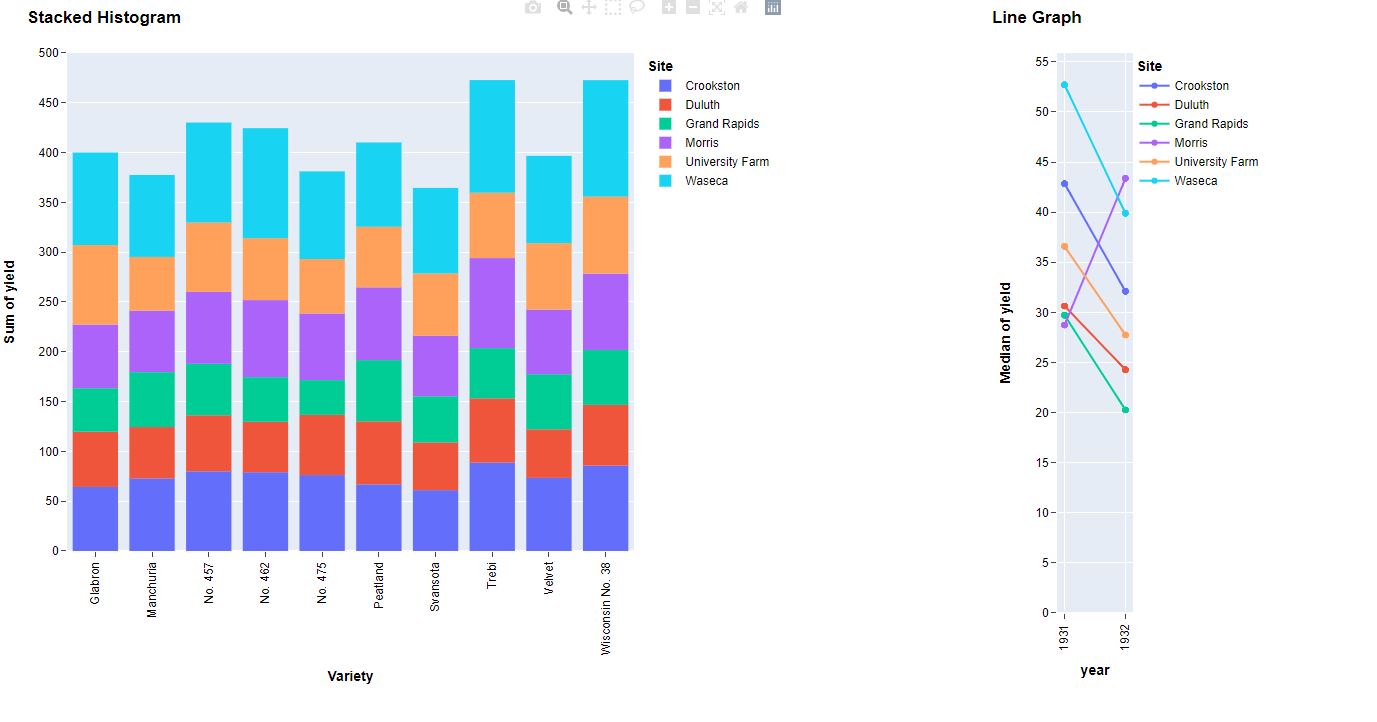 Stacked Histogram
Sum of yield
500
450
400
350
300
250
200
150
100
50
0
Glabron
Manchuria
No. 457
No. 462
No. 475
Peatland
Svansota
Trebi
Velvet
Wisconsin No. 38
Variety
Site
Crookston
Duluth
Grand Rapids
Morris
University Farm
Waseca
Line Graph
Median of yield
55
50
45
40
35
30
25
20
15
10
5
0
1931
1932
year
Site
Crookston
Duluth
Grand Rapids
Morris
University Farm
Waseca